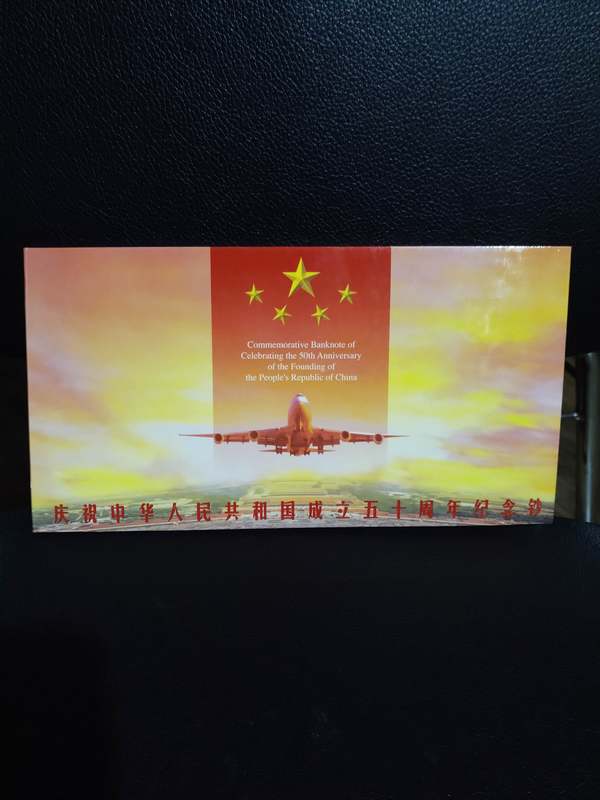 Commemorative Banknote of
Celebrating the 50th Anniversary
of the Founding of
the People's Republic of China
庆祝中华人民共和国成立五十周年纪念钞